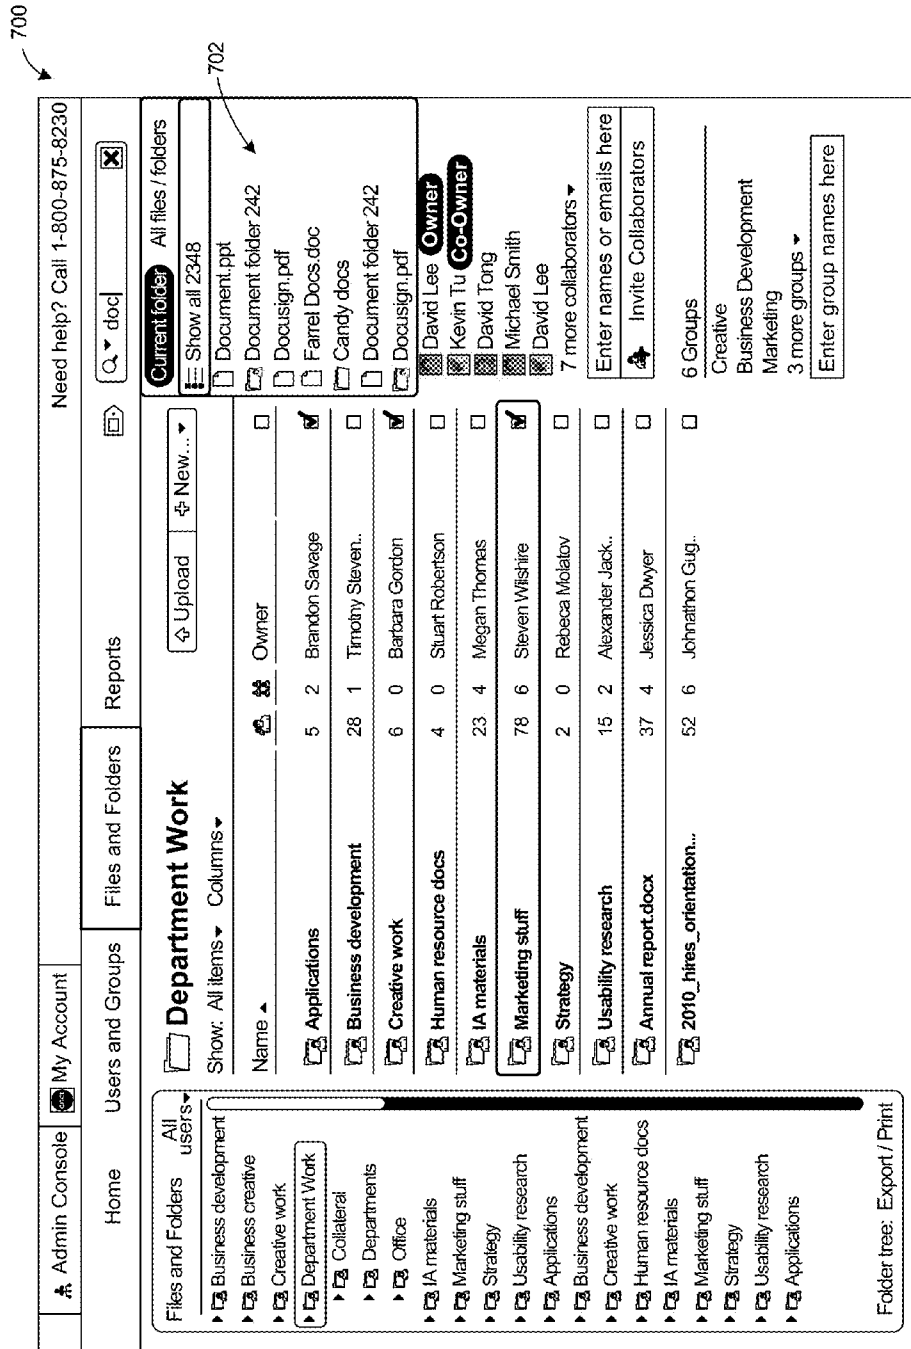 700
Admin Console My Account Need help? Call 1-800-875-8230
Home Users and Groups Files and Folders Reports doc
Files and Folders All users
Business development
Business creative
Creative work
Department Work
Collateral
Departments
Office
IA materials
Marketing stuff
Strategy
Usability research
Applications
Business development
Creative work
Human resource docs
IA materials
Marketing stuff
Strategy
Usability research
Applications
Folder tree: Export / Print
Department Work
Upload New...
Show: All items Columns
Name Owner
Applications 5 2 Brandon Savage
Business development 28 1 Timotny Steven..
Creative work 6 0 Barbara Gordon
Human resource docs 4 0 Stuart Robertson
IA materials 23 4 Megan Thomas
Marketing stuff 78 6 Steven Wilshire
Strategy 2 0 Rebeca Molatov
Usability research 15 2 Alexander Jack..
Annual report.docx 37 4 Jessica Dwyer
2010_hires_orientation... 52 6 Johnathon Gug..
Current folder All files / folders
Show all 2348
702
Document.ppt
Document folder 242
Docusign.pdf
Farrel Docs.doc
Candy docs
Document folder 242
Docusign.pdf
David Lee Owner
Kevin Tu Co-Owner
David Tong
Michael Smith
David Lee
7 more collaborators
Enter names or emails here
Invite Collaborators
6 Groups
Creative
Business Development
Marketing
3 more groups
Enter group names here